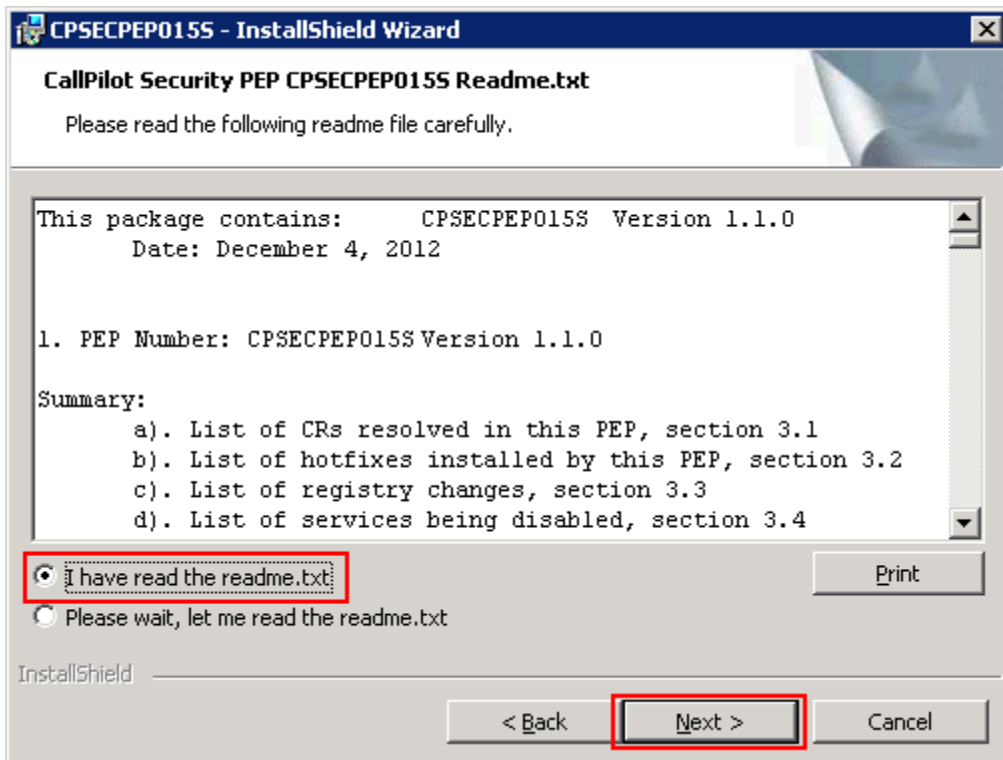 CPSECPEP015S - InstallShield Wizard
CallPilot Security PEP CPSECPEP015S Readme.txt
Please read the following readme file carefully.
This package contains: CPSECPEP015S Version 1.1.0
Date: December 4, 2012
1. PEP Number: CPSECPEP015S Version 1.1.0
Summary:
a). List of CRs resolved in this PEP, section 3.1
b). List of hotfixes installed by this PEP, section 3.2
c). List of registry changes, section 3.3
d). List of services being disabled, section 3.4
I have read the readme.txt
Print
Please wait, let me read the readme.txt
InstallShield
< Back Next > Cancel